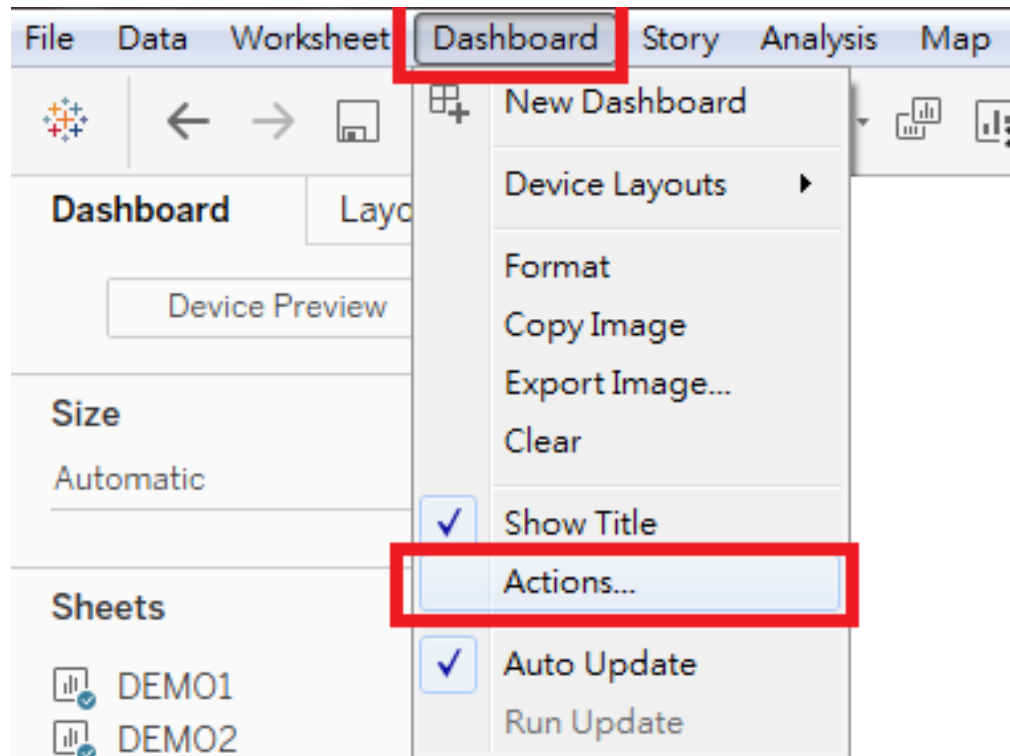 File Data Worksheet Dashboard Story Analysis Map
New Dashboard
Device Layouts
Format
Copy Image
Export Image...
Clear
Show Title
Actions...
Auto Update
Run Update
Dashboard
Device Preview
Size
Automatic
Sheets
DEMO1
DEMO2